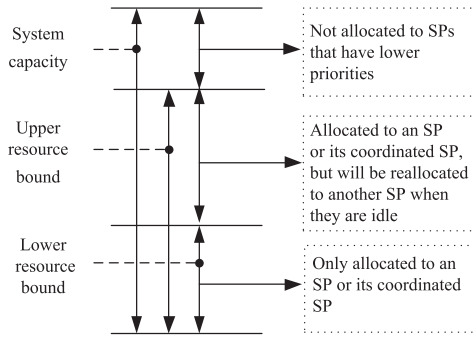 System
capacity
Not allocated to SPs
that have lower
priorities
Upper
resource
bound
Allocated to an SP
or its coordinated SP,
but will be reallocated
to another SP when
they are idle
Lower
resource
bound
Only allocated to an
SP or its coordinated
SP